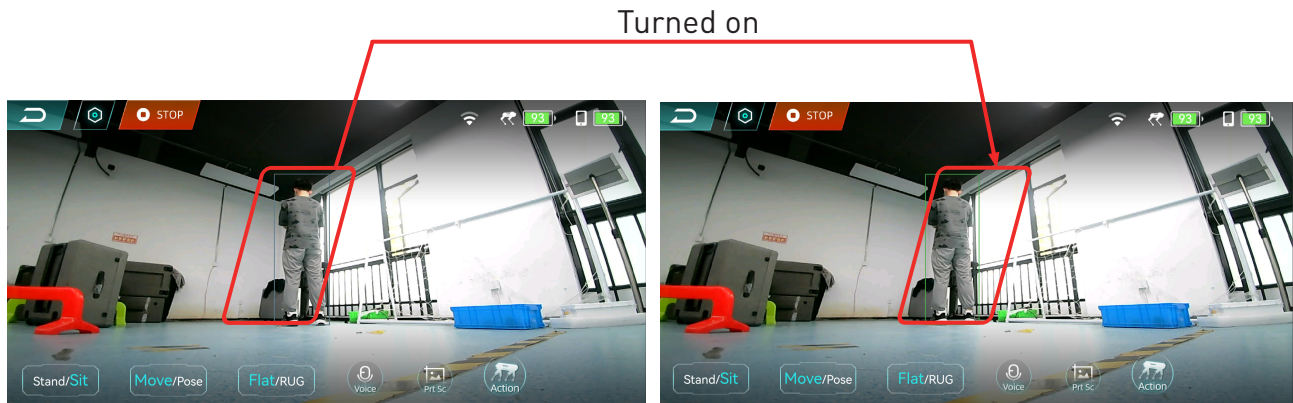 Turned on
STOP
93
93
STOP
93
93
Stand/Sit
Move/Pose
Flat/RUG
Voice
Prt Sc
Action
Stand/Sit
Move/Pose
Flat/RUG
Voice
Prt Sc
Action